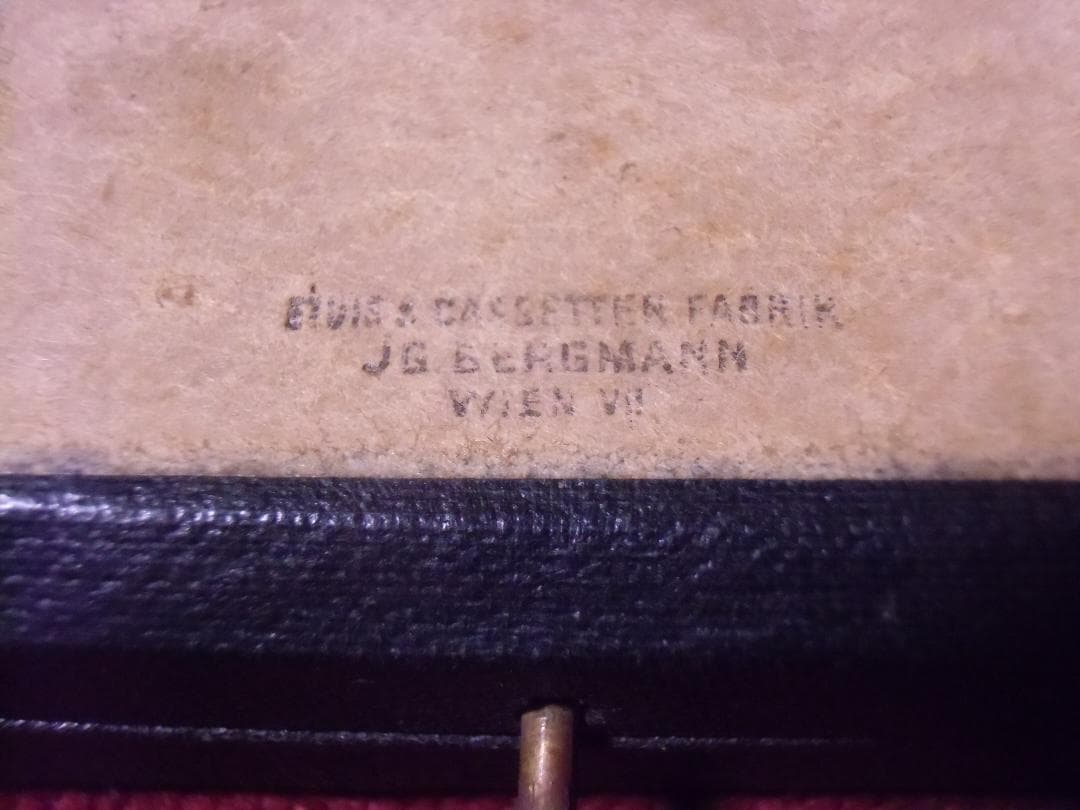 ETUIS & CASSETTEN FABRIK
JG BERGMANN
WIEN VII